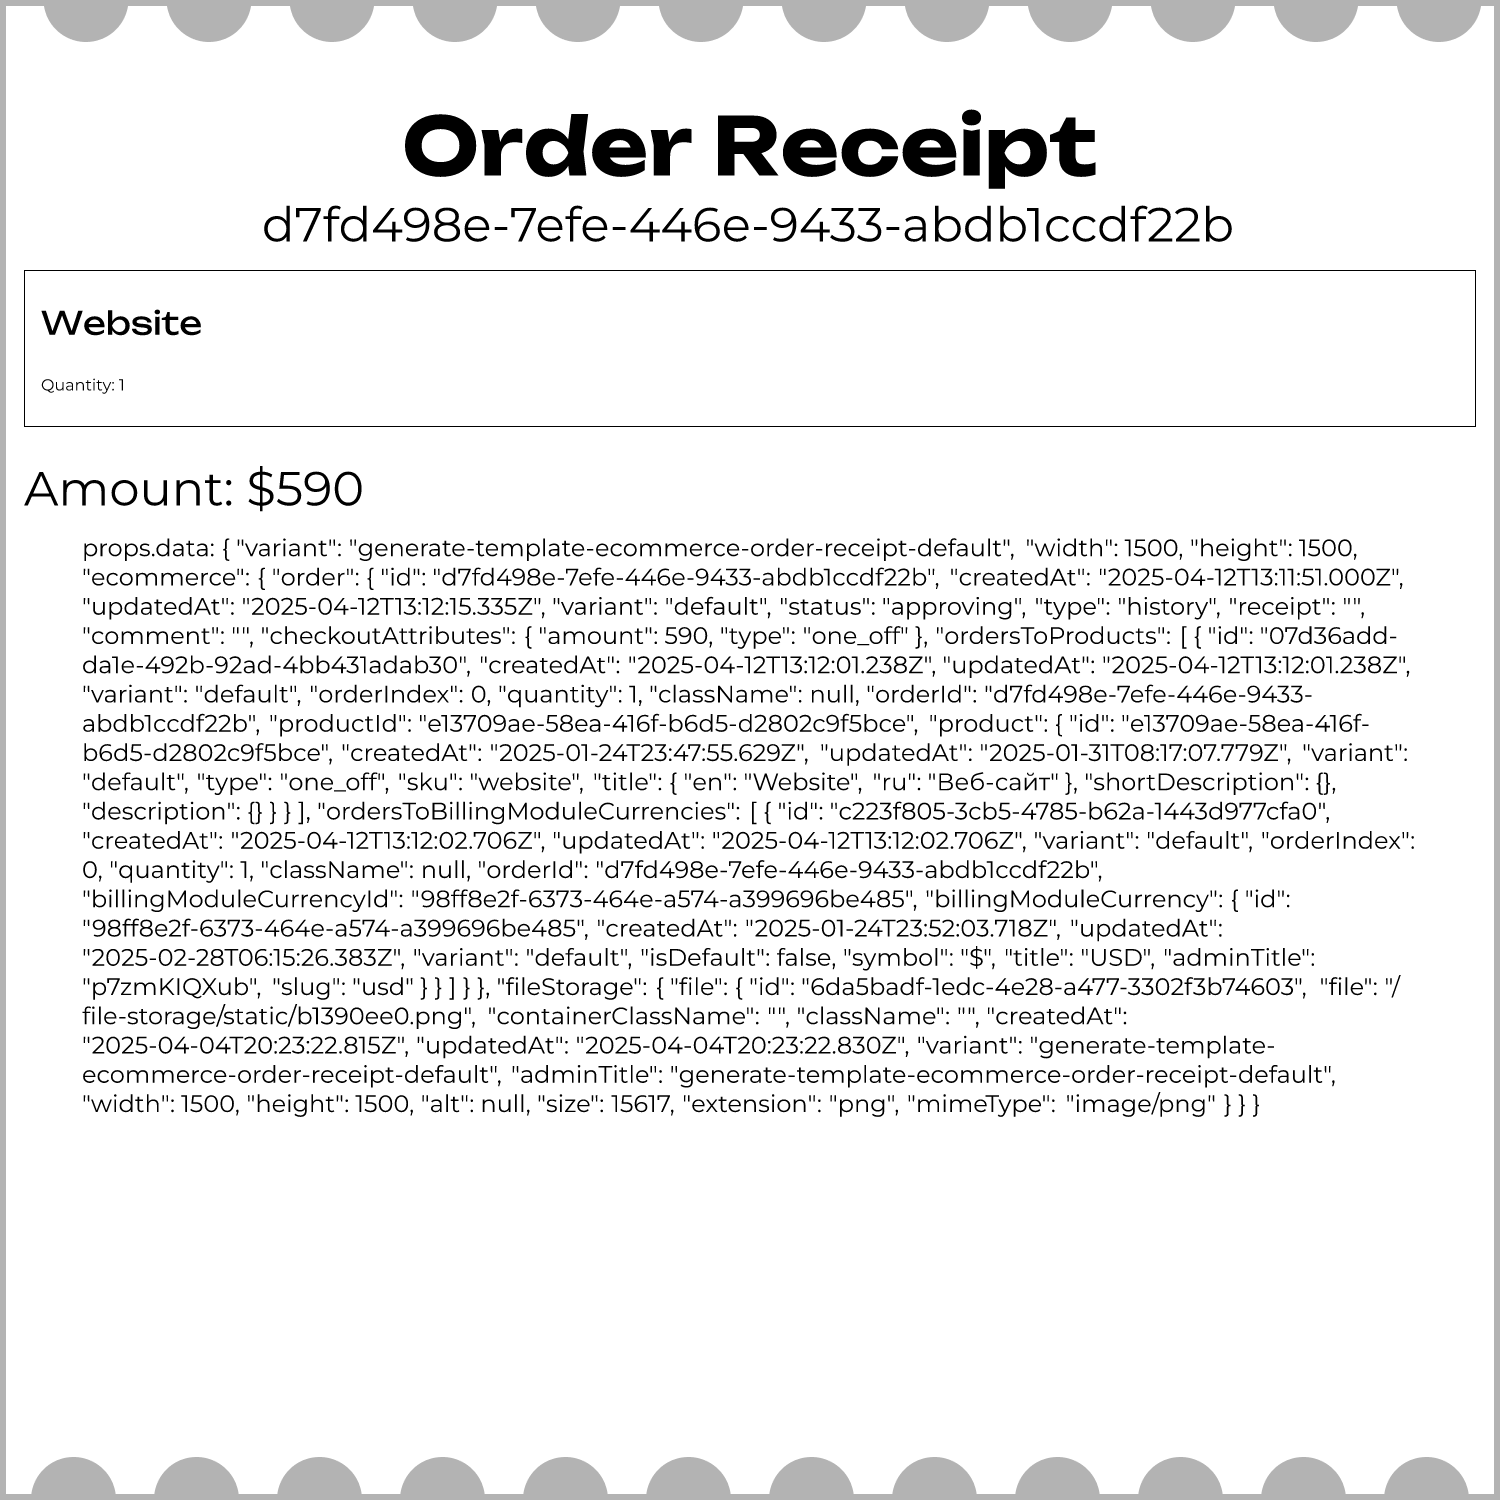 Order Receipt
d7fd498e-7efe-446e-9433-abdb1ccdf22b
Website
Quantity: 1
Amount: $590
props.data: { "variant": "generate-template-ecommerce-order-receipt-default", "width": 1500, "height": 1500,
"ecommerce": { "order": { "id": "d7fd498e-7efe-446e-9433-abdb1ccdf22b", "createdAt": "2025-04-12T13:11:51.000Z",
"updatedAt": "2025-04-12T13:12:15.335Z", "variant": "default", "status": "approving", "type": "history", "receipt": "",
"comment": "", "checkoutAttributes": { "amount": 590, "type": "one_off" }, "ordersToProducts": [ { "id": "07d36add-
da1e-492b-92ad-4bb431adab30", "createdAt": "2025-04-12T13:12:01.238Z", "updatedAt": "2025-04-12T13:12:01.238Z",
"variant": "default", "orderIndex": 0, "quantity": 1, "className": null, "orderId": "d7fd498e-7efe-446e-9433-
abdb1ccdf22b", "productId": "e13709ae-58ea-416f-b6d5-d2802c9f5bce", "product": { "id": "e13709ae-58ea-416f-
b6d5-d2802c9f5bce", "createdAt": "2025-01-24T23:47:55.629Z", "updatedAt": "2025-01-31T08:17:07.779Z", "variant":
"default", "type": "one_off", "sku": "website", "title": { "en": "Website", "ru": "Веб-сайт" }, "shortDescription": {},
"description": {} } } ], "ordersToBillingModuleCurrencies": [ { "id": "c223f805-3cb5-4785-b62a-1443d977cfa0",
"createdAt": "2025-04-12T13:12:02.706Z", "updatedAt": "2025-04-12T13:12:02.706Z", "variant": "default", "orderIndex":
0, "quantity": 1, "className": null, "orderId": "d7fd498e-7efe-446e-9433-abdb1ccdf22b",
"billingModuleCurrencyId": "98ff8e2f-6373-464e-a574-a399696be485", "billingModuleCurrency": { "id":
"98ff8e2f-6373-464e-a574-a399696be485", "createdAt": "2025-01-24T23:52:03.718Z", "updatedAt":
"2025-02-28T06:15:26.383Z", "variant": "default", "isDefault": false, "symbol": "$", "title": "USD", "adminTitle":
"p7zmKIQXub", "slug": "usd" } } ] } }, "fileStorage": { "file": { "id": "6da5badf-1edc-4e28-a477-3302f3b74603", "file": "/
file-storage/static/b1390ee0.png", "containerClassName": "", "className": "", "createdAt":
"2025-04-04T20:23:22.815Z", "updatedAt": "2025-04-04T20:23:22.830Z", "variant": "generate-template-
ecommerce-order-receipt-default", "adminTitle": "generate-template-ecommerce-order-receipt-default",
"width": 1500, "height": 1500, "alt": null, "size": 15617, "extension": "png", "mimeType": "image/png" } } }